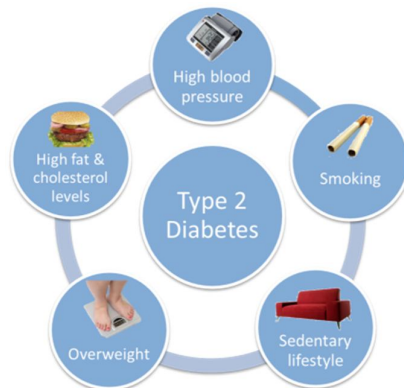 High blood
pressure
High fat &
cholesterol
levels
Smoking
Type 2
Diabetes
Overweight
Sedentary
lifestyle